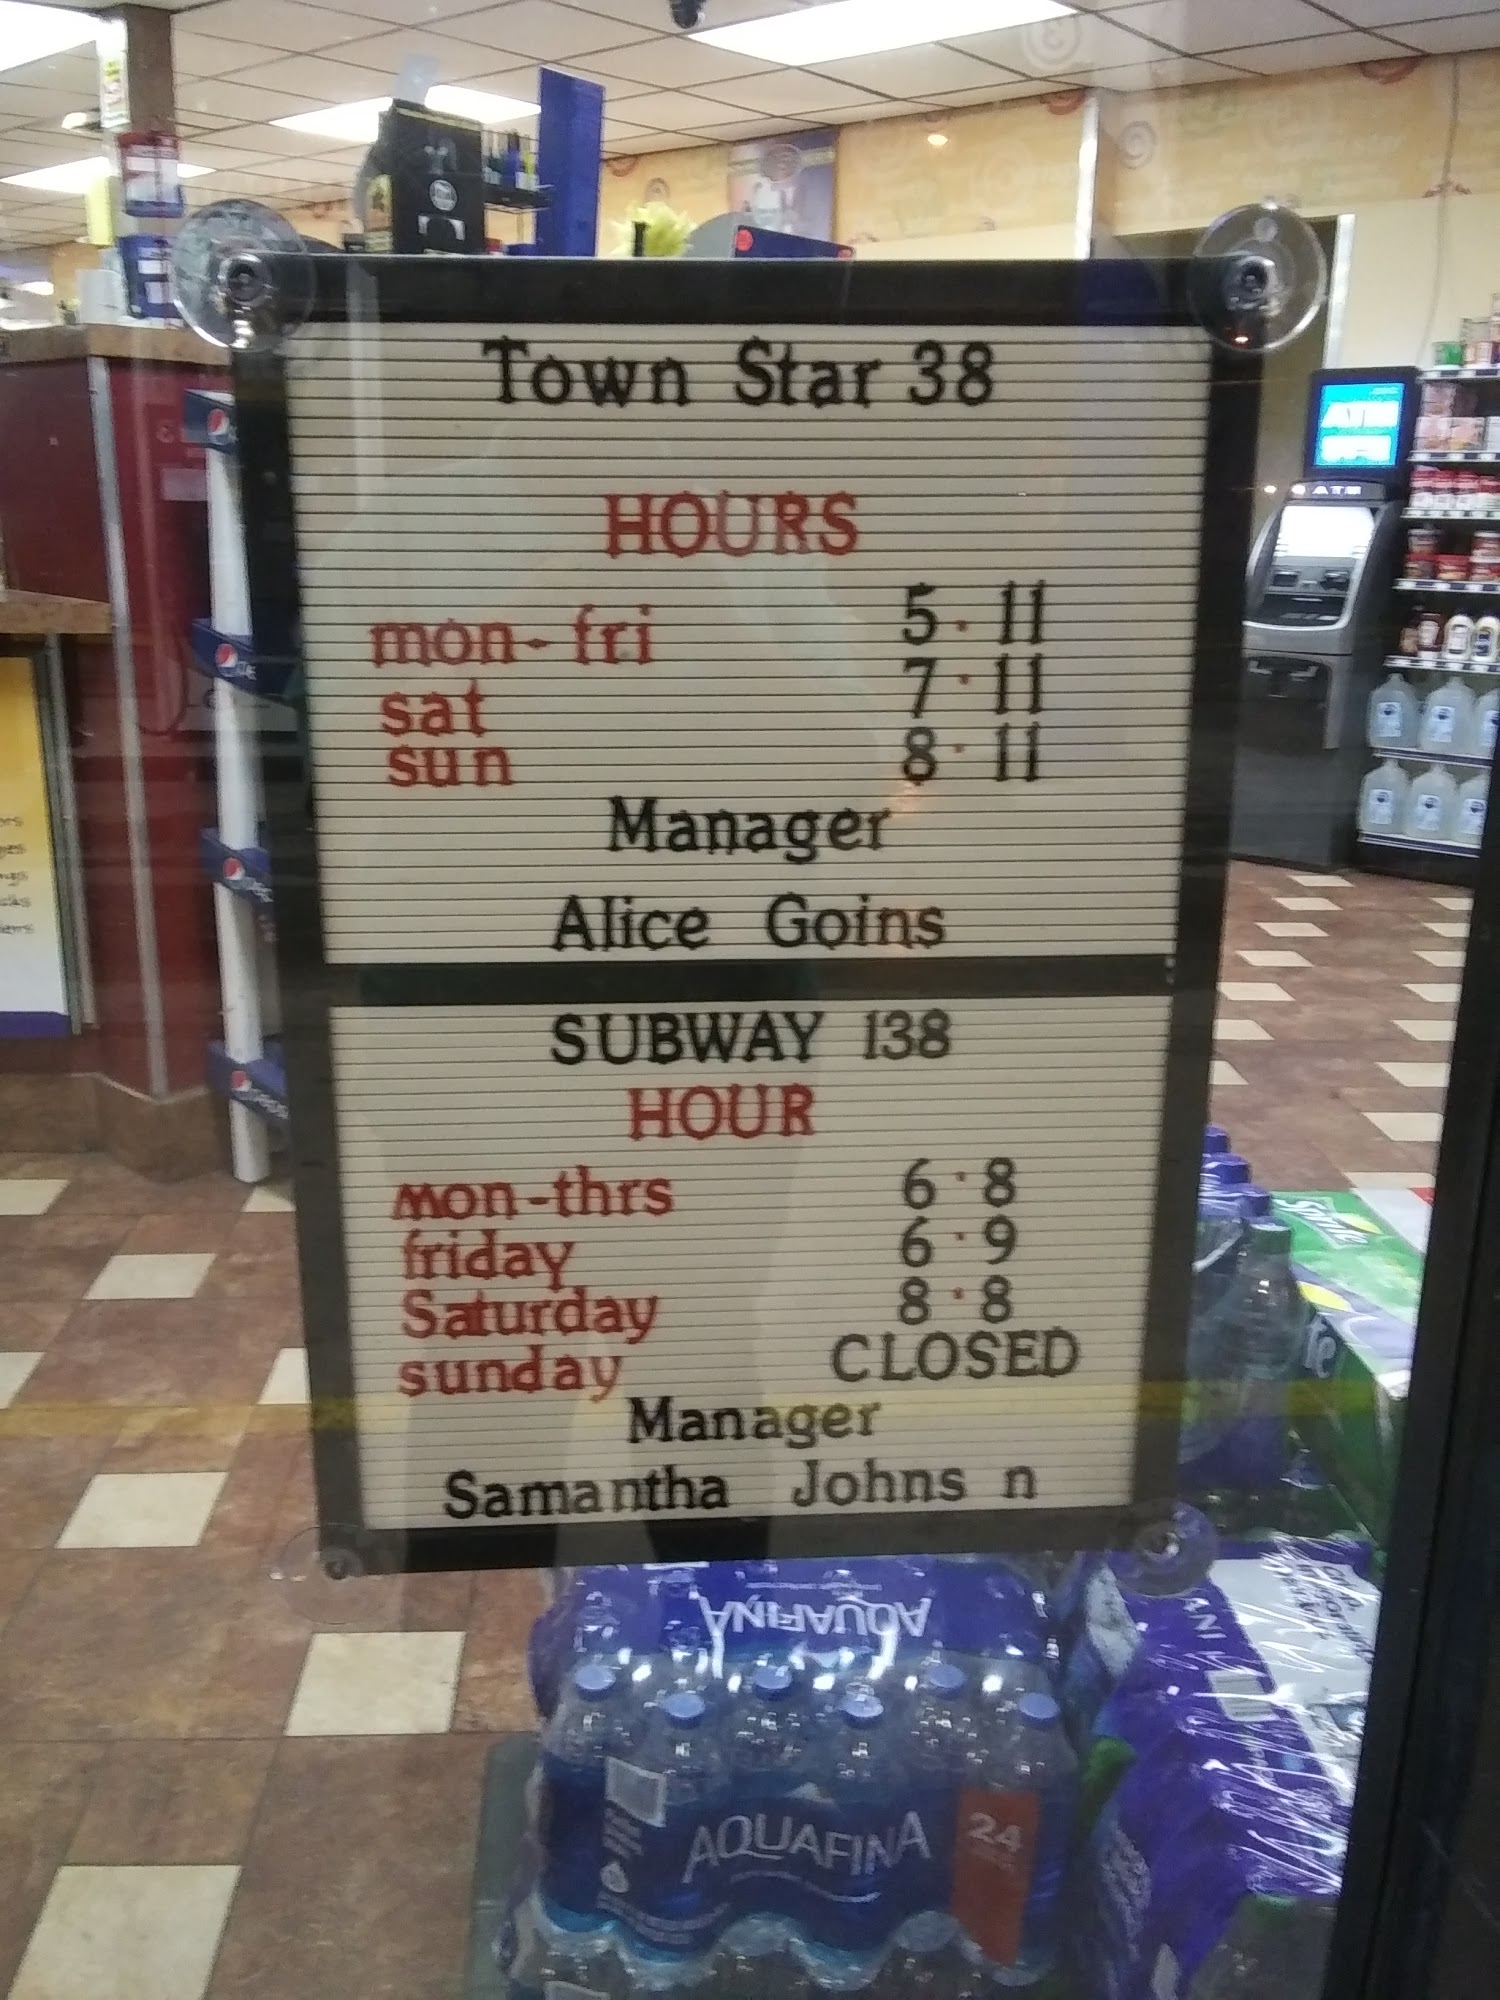 Town Star 38
HOURS
mon-fri 5·11
sat 7·11
sun 8·11
Manager
Alice Goins
SUBWAY 138
HOUR
mon-thrs 6·8
friday 6·9
Saturday 8·8
sunday CLOSED
Manager
Samantha Johns n
ATM
Sprite
AQUAFINA
AQUAFINA
24